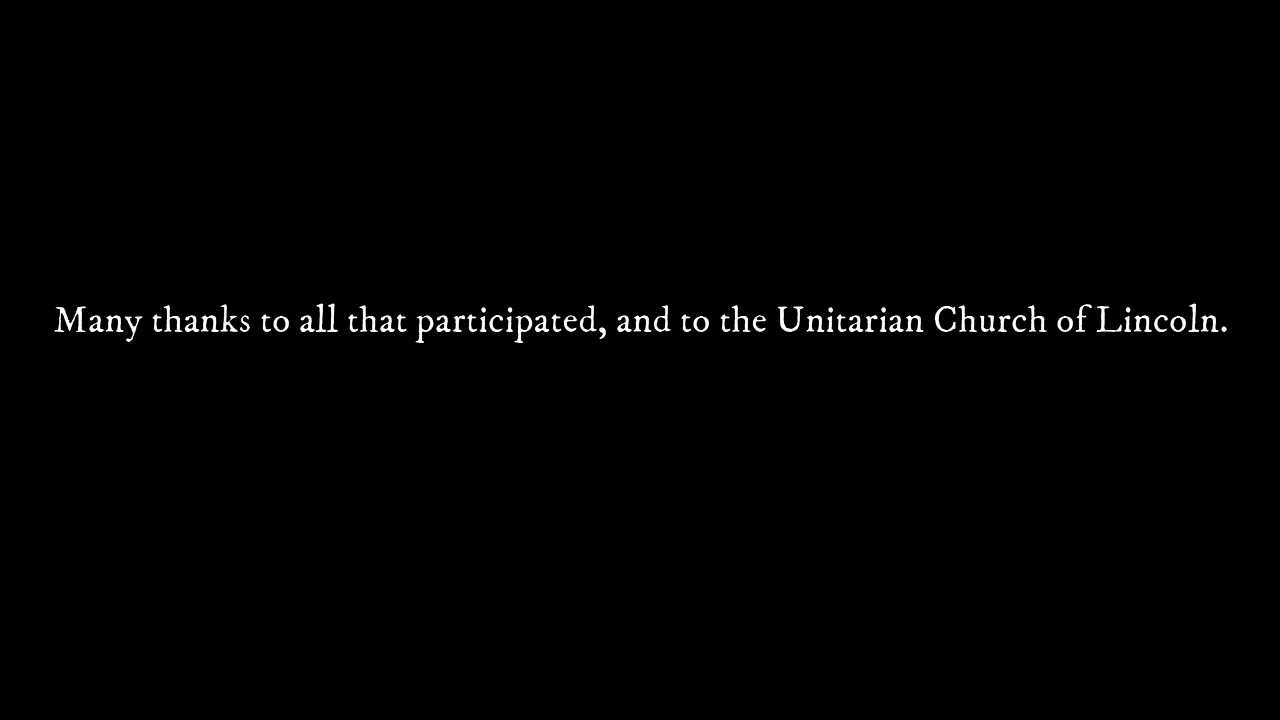 Many thanks to all that participated, and to the Unitarian Church of Lincoln.